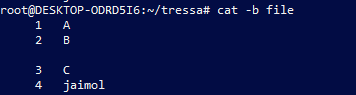 root@DESKTOP-ODRD5I6:~/tressa# cat -b file
     1  A
     2  B

     3  C
     4  jaimol